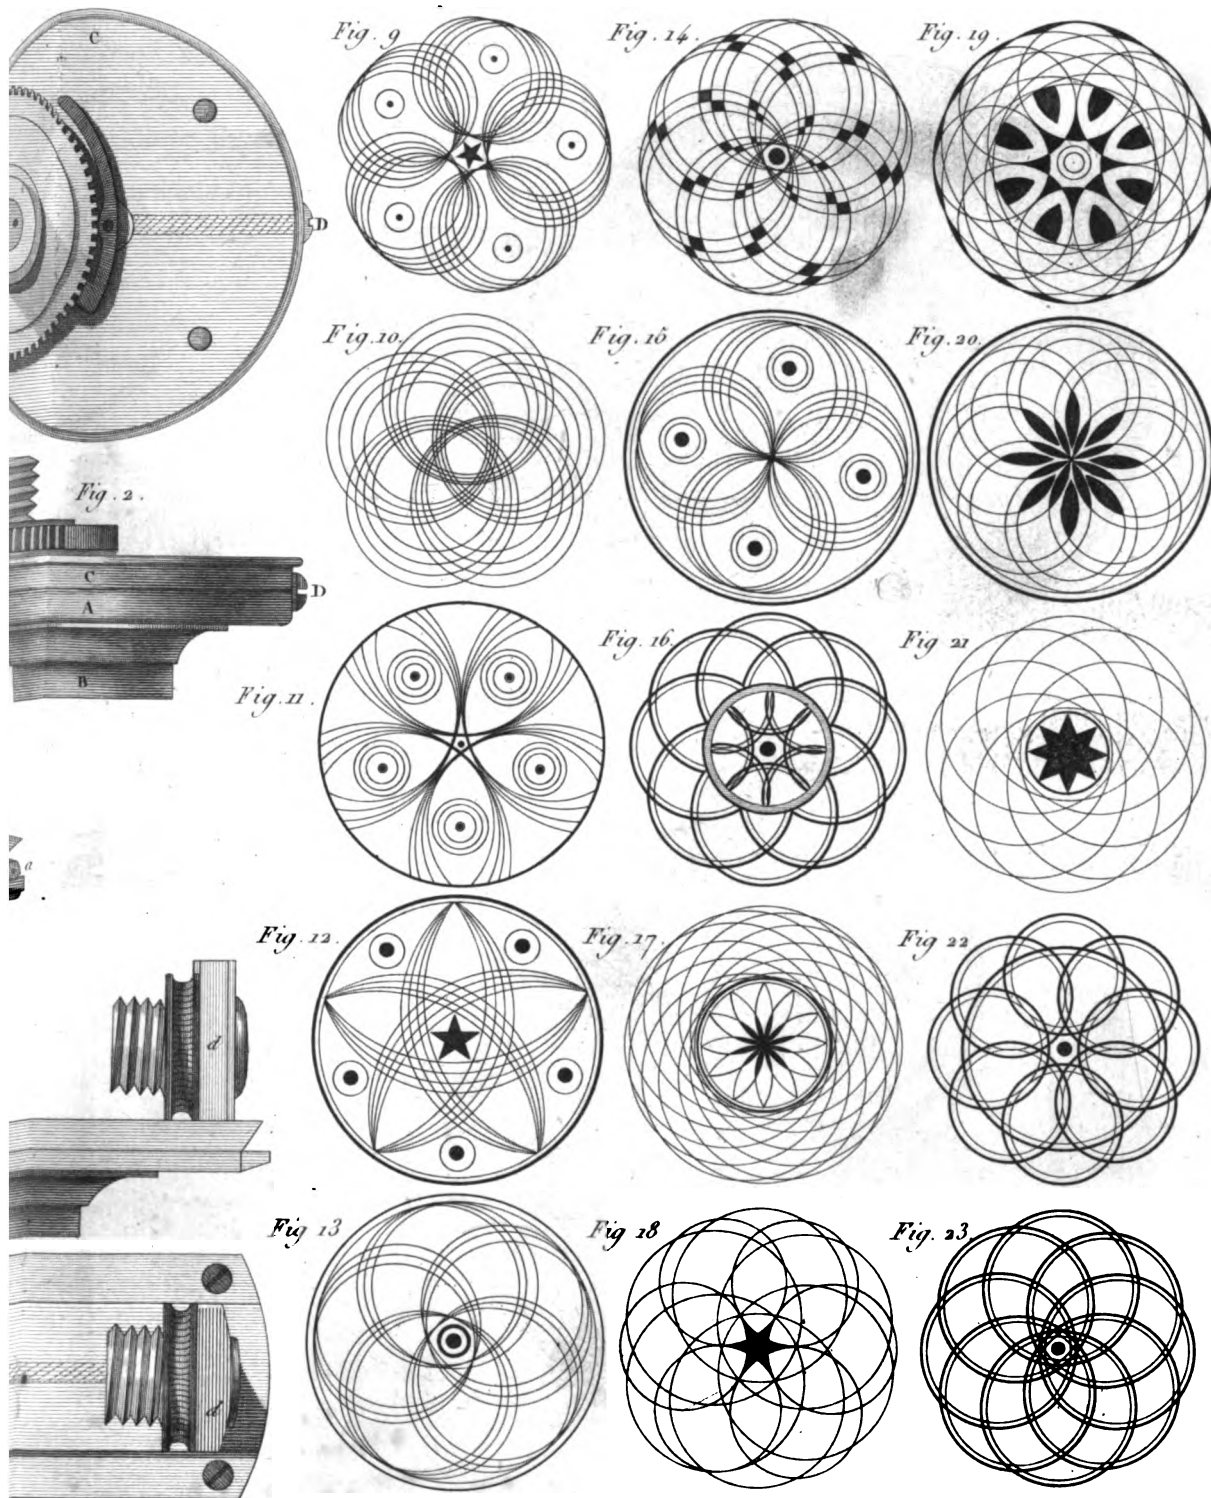 C
D
Fig. 2.
C
A
D
B
a
d
d
Fig. 9
Fig. 14.
Fig. 19.
Fig. 10.
Fig. 15
Fig. 20.
Fig. 11.
Fig. 16.
Fig 21
Fig. 12.
Fig. 17.
Fig 22
Fig 13
Fig 18
Fig. 23.